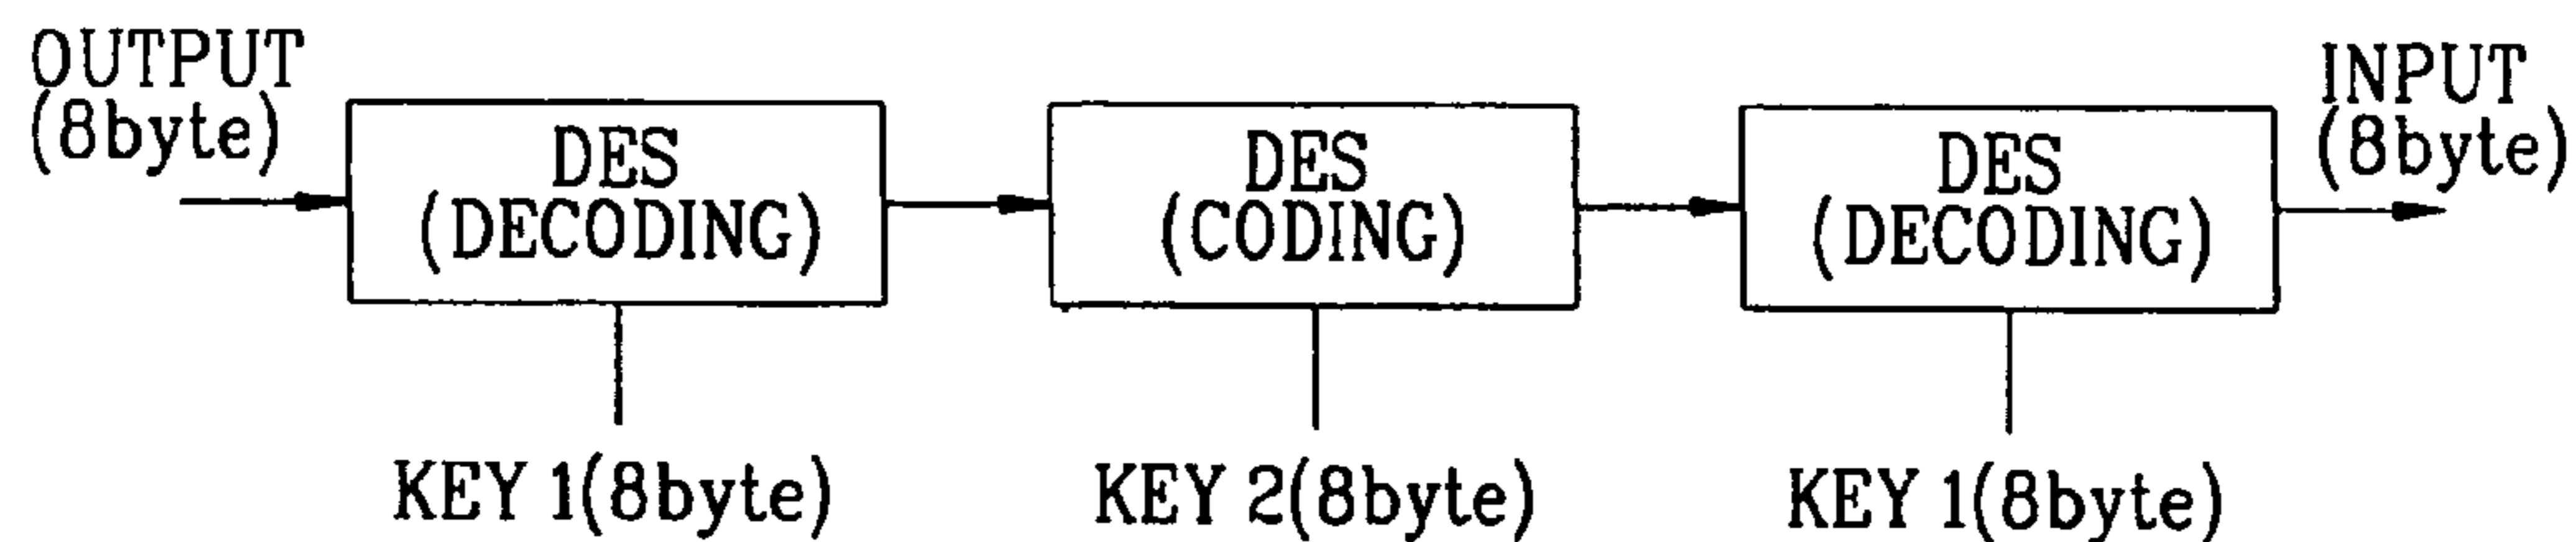 OUTPUT
(8byte)
DES
(DECODING)
DES
(CODING)
DES
(DECODING)
INPUT
(8byte)
KEY 1(8byte)
KEY 2(8byte)
KEY 1(8byte)